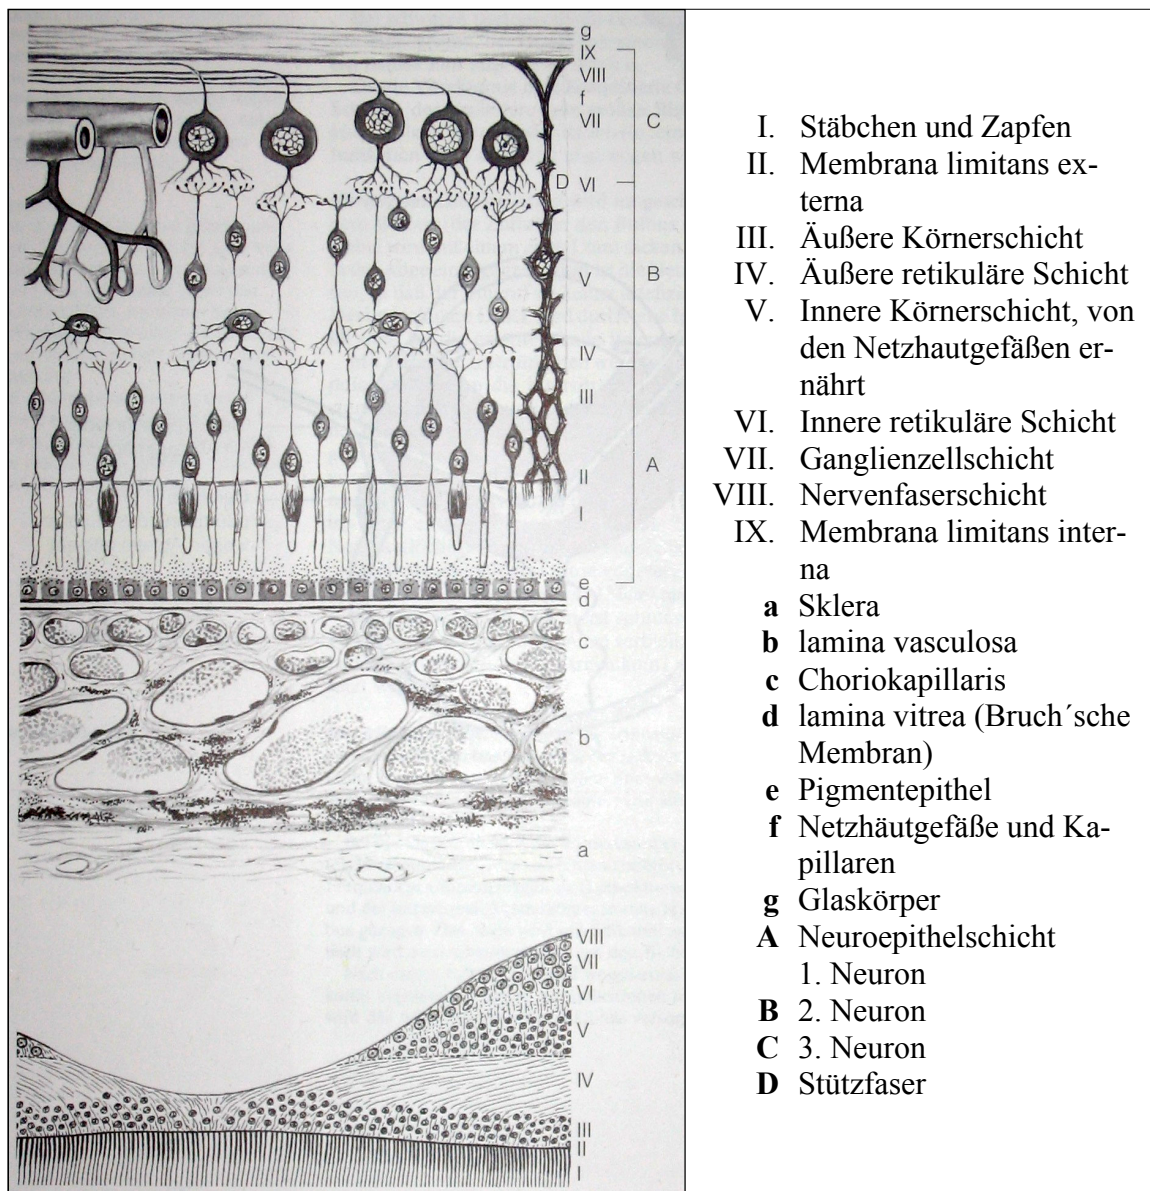 g
IX
VIII
f
VII
C
D
VI
V
B
IV
III
A
II
I
e
d
c
b
a
VIII
VII
VI
V
IV
III
II
I
I. Stäbchen und Zapfen
II. Membrana limitans ex-
terna
III. Äußere Körnerschicht
IV. Äußere retikuläre Schicht
V. Innere Körnerschicht, von
den Netzhautgefäßen er-
nährt
VI. Innere retikuläre Schicht
VII. Ganglienzellschicht
VIII. Nervenfaserschicht
IX. Membrana limitans inter-
na
a Sklera
b lamina vasculosa
c Choriokapillaris
d lamina vitrea (Bruch´sche
Membran)
e Pigmentepithel
f Netzhäutgefäße und Ka-
pillaren
g Glaskörper
A Neuroepithelschicht
1. Neuron
B 2. Neuron
C 3. Neuron
D Stützfaser